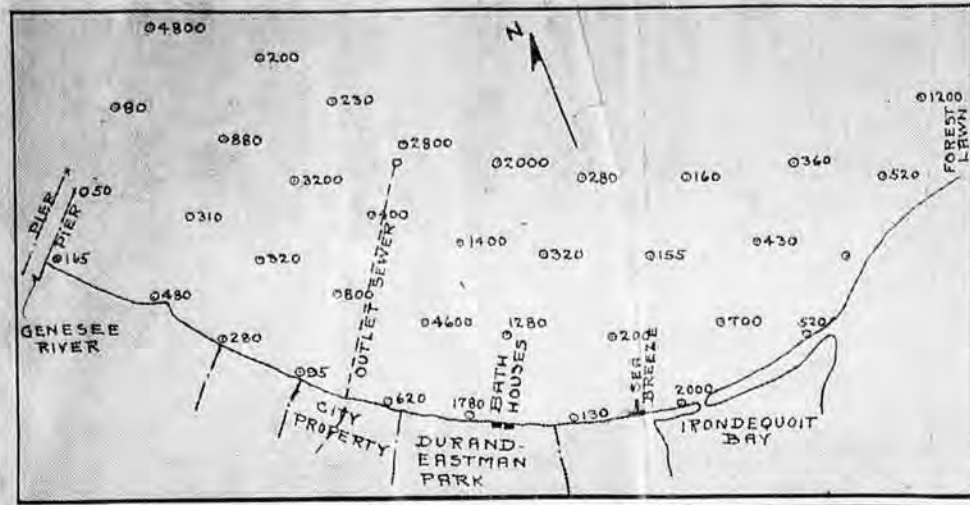 4800
200
N
80
230
1200
880
2800
FOREST
LAWN
2000
360
3200
280
160
520
50
PIER
PIER
310
400
OUTLET SEWER
1400
430
165
320
320
155
480
800
GENESEE
RIVER
4600
1280
200
700
520
280
BATH
HOUSES
SEA
BREEZE
95
620
1780
130
2000
CITY
PROPERTY
DURAND-
EASTMAN
PARK
IRONDEQUOIT
BAY